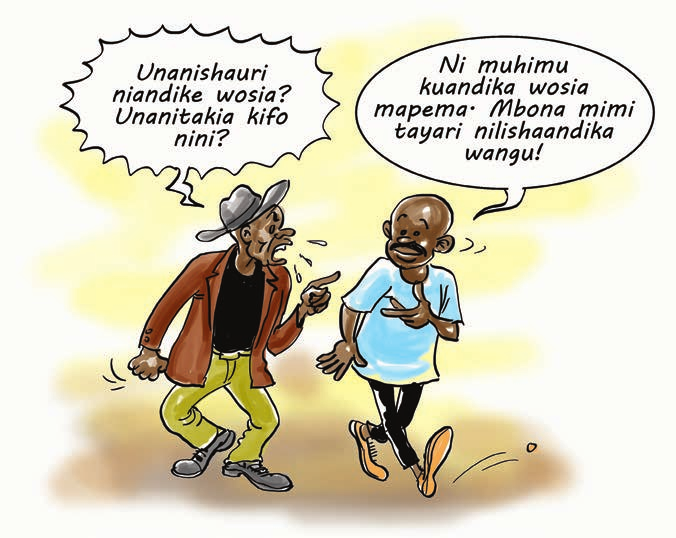 Unanishauri
niandike wosia?
Unanitakia kifo
nini?
Ni muhimu
kuandika wosia
mapema. Mbona mimi
tayari nilishaandika
wangu!